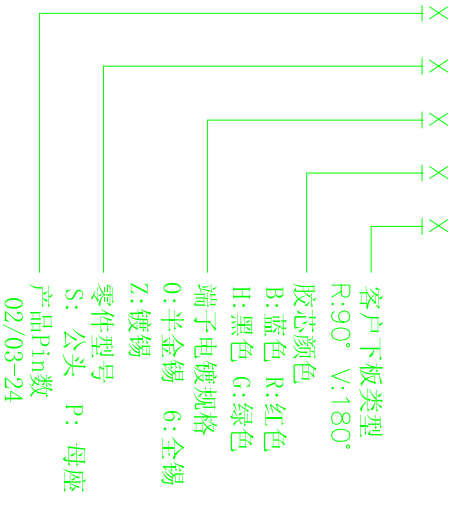 X X X X X
客户下板类型
R:90° V:180°
胶芯颜色
B:蓝色 R:红色
H:黑色 G:绿色
端子电镀规格
0:半金锡 6:全锡
Z:镀锡
零件型号
S: 公头 P: 母座
产品Pin数
02/03-24